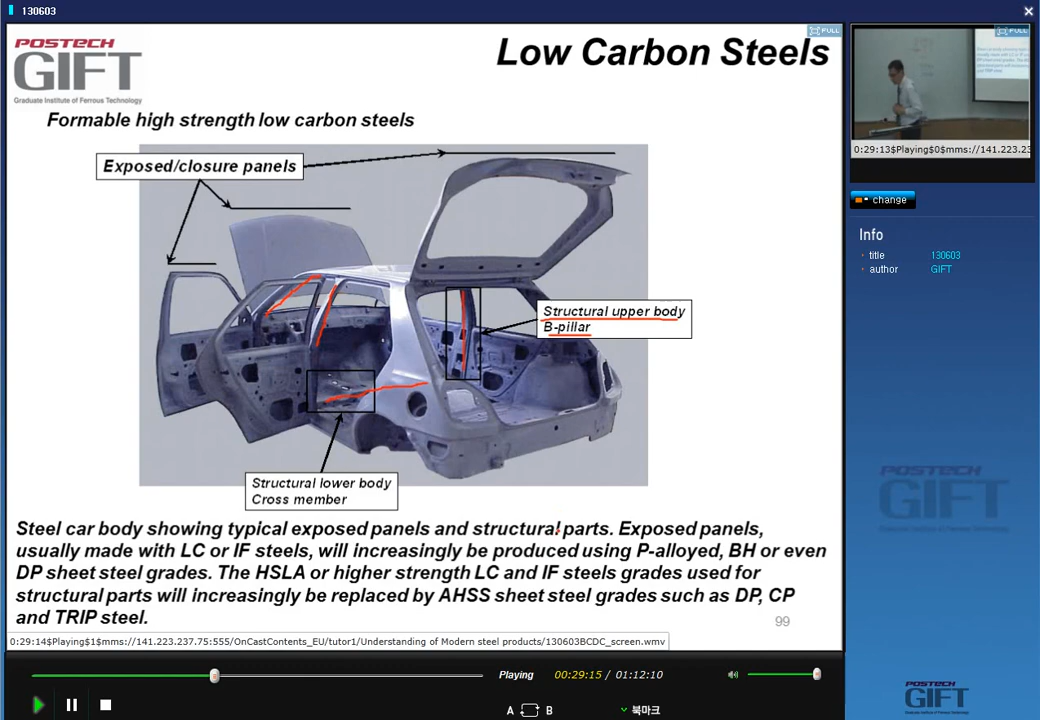 130603
FULL
POSTECH
GIFT
Graduate Institute of Ferrous Technology
Low Carbon Steels
Formable high strength low carbon steels
Exposed/closure panels
Structural upper body
B-pillar
Structural lower body
Cross member
Steel car body showing typical exposed panels and structural parts. Exposed panels,
usually made with LC or IF steels, will increasingly be produced using P-alloyed, BH or even
DP sheet steel grades. The HSLA or higher strength LC and IF steels grades used for
structural parts will increasingly be replaced by AHSS sheet steel grades such as DP, CP
and TRIP steel.
99
0:29:14$Playing$1$mms://141.223.237.75:555/OnCastContents_EU/tutor1/Understanding of Modern steel products/130603BCDC_screen.wmv
Playing
00:29:15 / 01:12:10
A B
북마크
FULL
0:29:13$Playing$0$mms://141.223.23
change
Info
title 130603
author GIFT
POSTECH
GIFT
POSTECH
GIFT